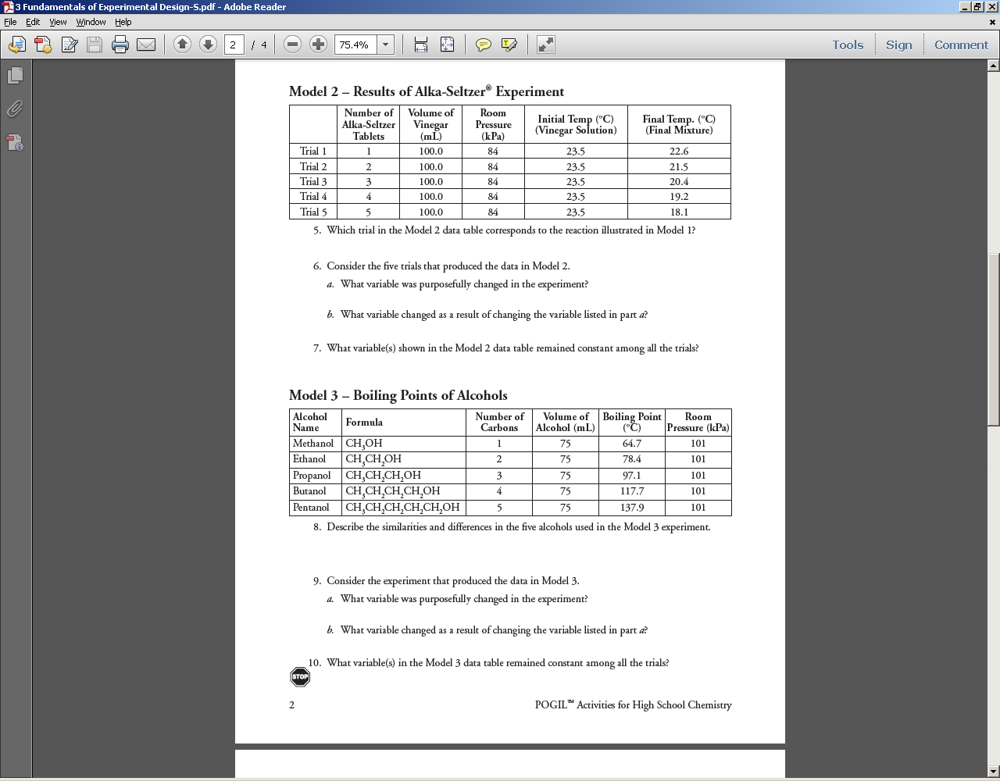 3 Fundamentals of Experimental Design-S.pdf - Adobe Reader
File Edit View Window Help
2 / 4 75.4% Tools Sign Comment
Model 2 – Results of Alka-Seltzer® Experiment
Number of Alka-Seltzer Tablets | Volume of Vinegar (mL) | Room Pressure (kPa) | Initial Temp (°C) (Vinegar Solution) | Final Temp. (°C) (Final Mixture)
Trial 1 | 1 | 100.0 | 84 | 23.5 | 22.6
Trial 2 | 2 | 100.0 | 84 | 23.5 | 21.5
Trial 3 | 3 | 100.0 | 84 | 23.5 | 20.4
Trial 4 | 4 | 100.0 | 84 | 23.5 | 19.2
Trial 5 | 5 | 100.0 | 84 | 23.5 | 18.1
5. Which trial in the Model 2 data table corresponds to the reaction illustrated in Model 1?
6. Consider the five trials that produced the data in Model 2.
a. What variable was purposefully changed in the experiment?
b. What variable changed as a result of changing the variable listed in part a?
7. What variable(s) shown in the Model 2 data table remained constant among all the trials?
Model 3 – Boiling Points of Alcohols
Alcohol Name | Formula | Number of Carbons | Volume of Alcohol (mL) | Boiling Point (°C) | Room Pressure (kPa)
Methanol | CH₃OH | 1 | 75 | 64.7 | 101
Ethanol | CH₃CH₂OH | 2 | 75 | 78.4 | 101
Propanol | CH₃CH₂CH₂OH | 3 | 75 | 97.1 | 101
Butanol | CH₃CH₂CH₂CH₂OH | 4 | 75 | 117.7 | 101
Pentanol | CH₃CH₂CH₂CH₂CH₂OH | 5 | 75 | 137.9 | 101
8. Describe the similarities and differences in the five alcohols used in the Model 3 experiment.
9. Consider the experiment that produced the data in Model 3.
a. What variable was purposefully changed in the experiment?
b. What variable changed as a result of changing the variable listed in part a?
10. What variable(s) in the Model 3 data table remained constant among all the trials?
STOP
2 POGIL™ Activities for High School Chemistry